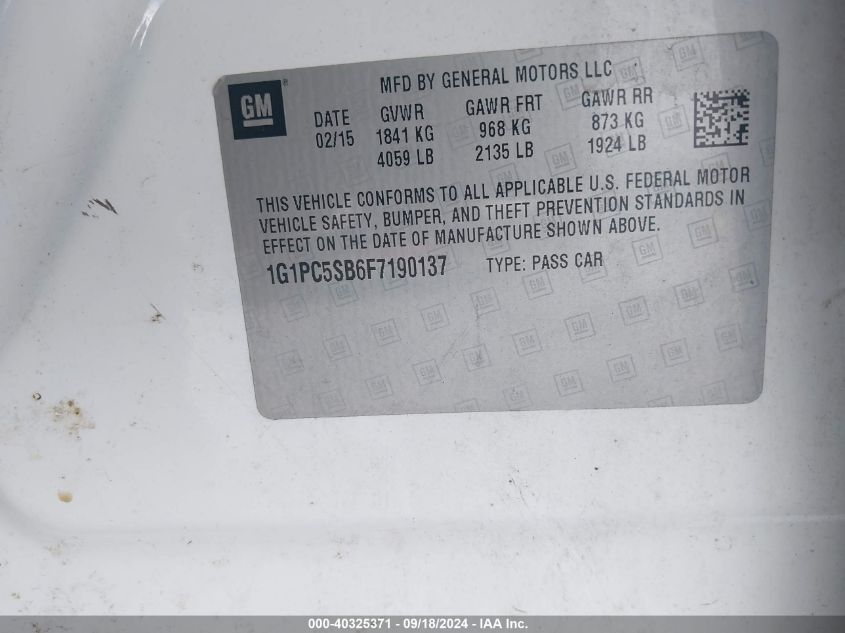 GM
MFD BY GENERAL MOTORS LLC
DATE GVWR GAWR FRT GAWR RR
02/15 1841 KG 968 KG 873 KG
4059 LB 2135 LB 1924 LB
THIS VEHICLE CONFORMS TO ALL APPLICABLE U.S. FEDERAL MOTOR
VEHICLE SAFETY, BUMPER, AND THEFT PREVENTION STANDARDS IN
EFFECT ON THE DATE OF MANUFACTURE SHOWN ABOVE.
1G1PC5SB6F7190137 TYPE: PASS CAR
000-40325371 - 09/18/2024 - IAA Inc.